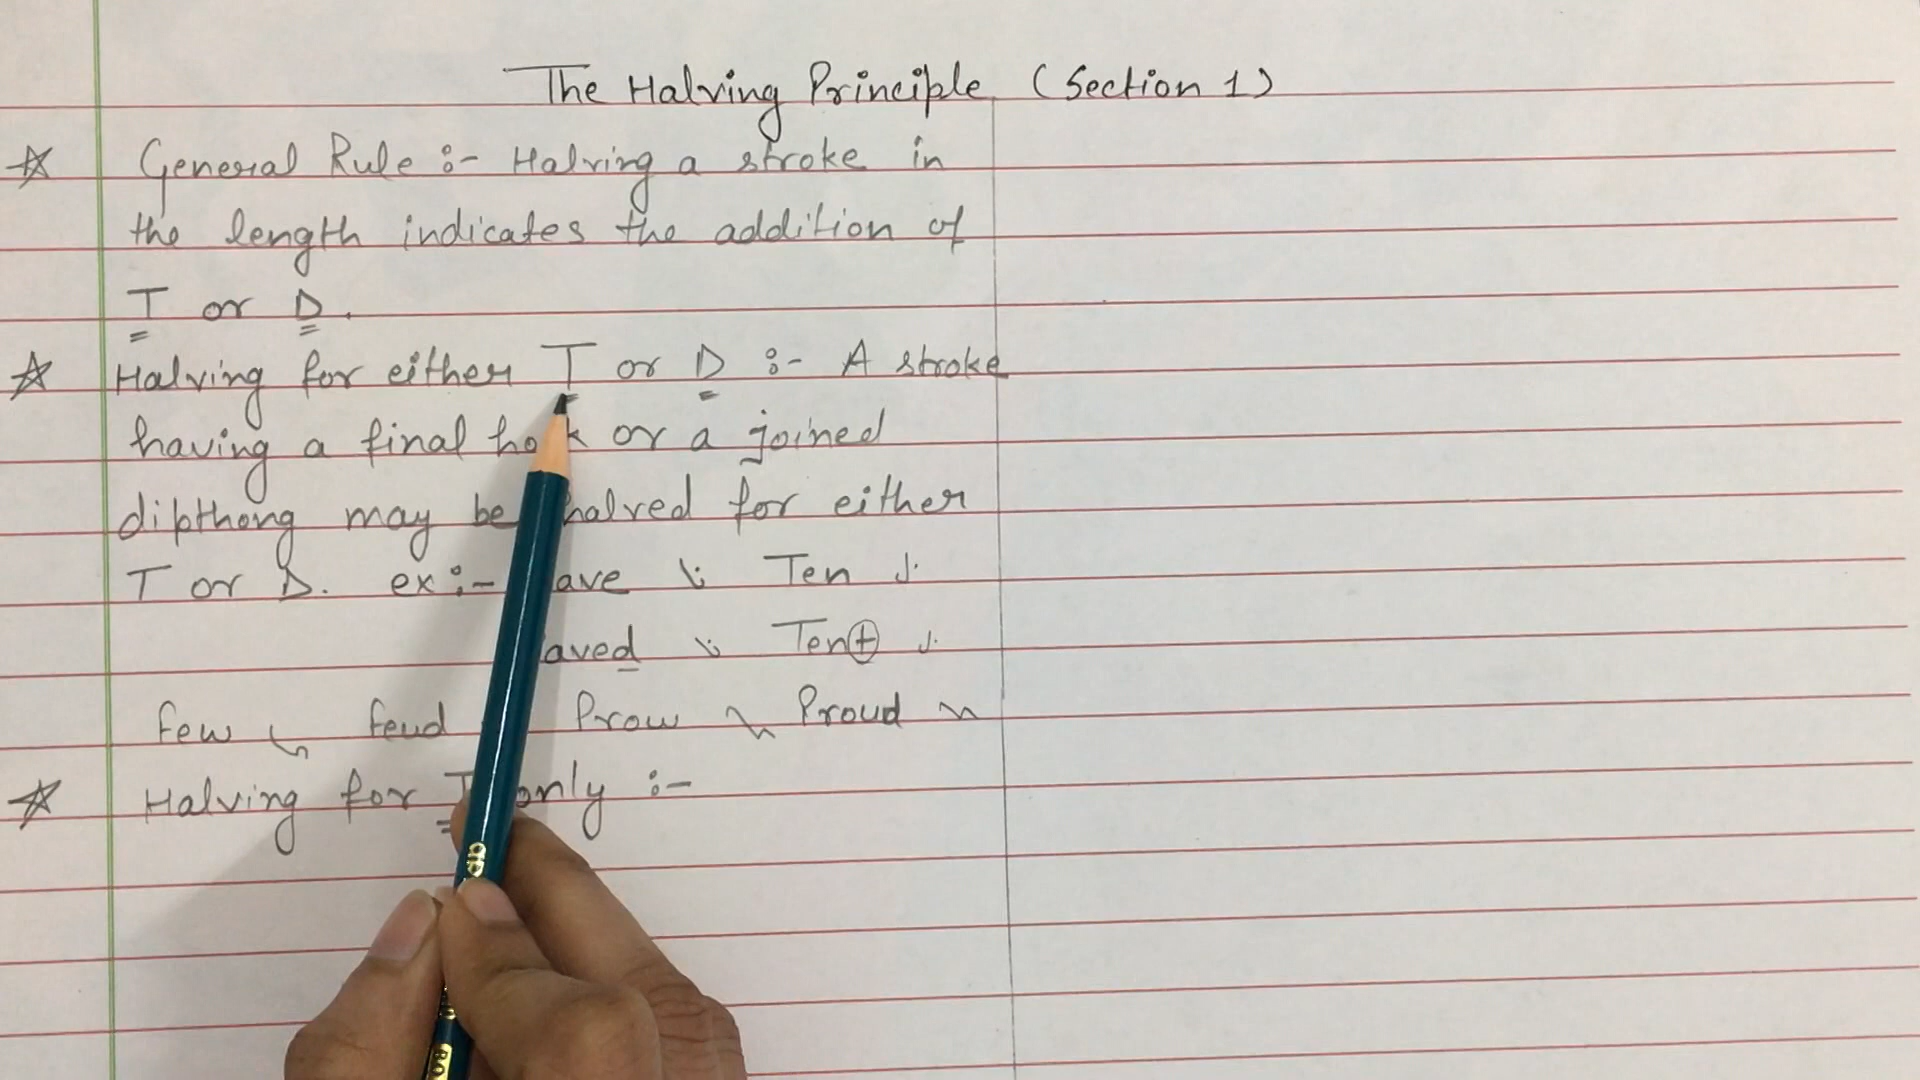 The Halving Principle (Section 1)
General Rule :- Halving a stroke in
the length indicates the addition of
T or D.
Halving for either T or D :- A stroke
having a final or a joined
dipthong may be halved for either
T or D. ex:- ave Ten
aved Tent
few feud Prow Proud
Halving for T only :-